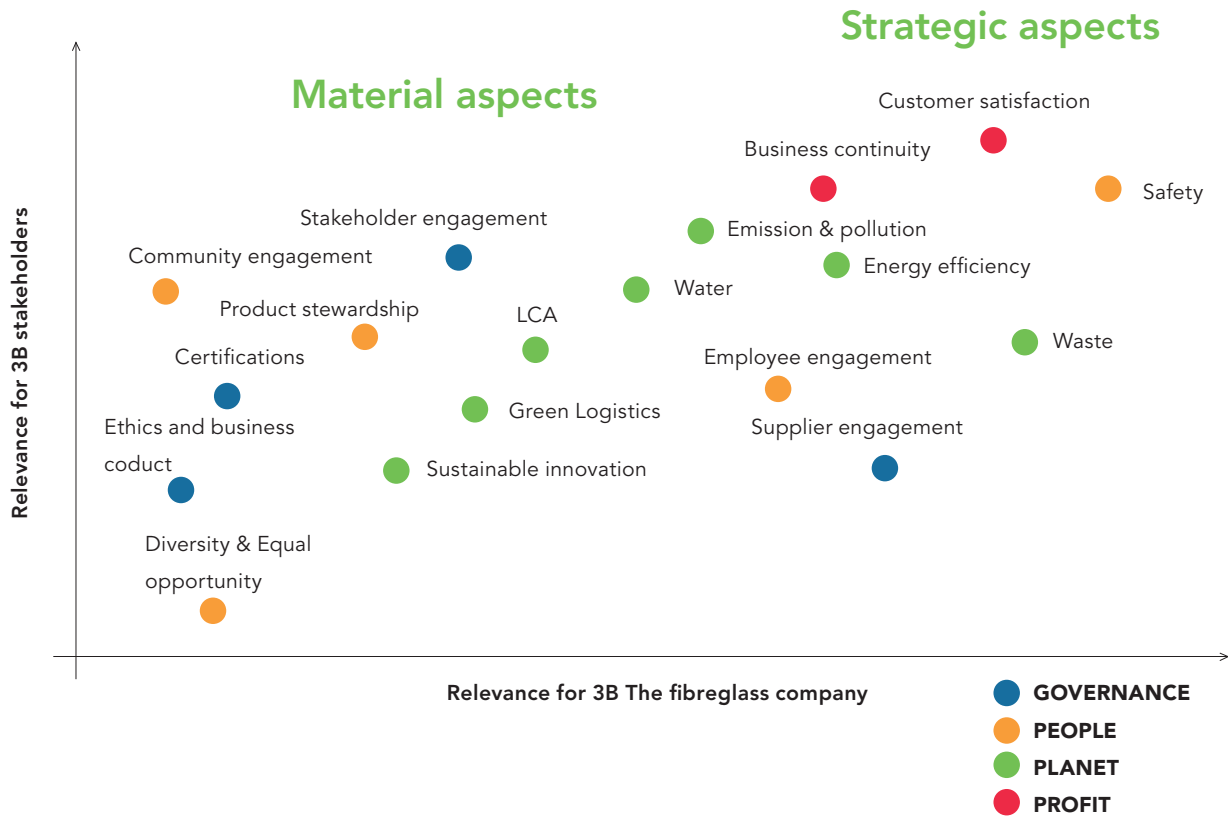 Strategic aspects
Material aspects
Customer satisfaction
Business continuity
Safety
Stakeholder engagement
Emission & pollution
Community engagement
Energy efficiency
Water
Product stewardship
LCA
Waste
Certifications
Employee engagement
Green Logistics
Ethics and business
coduct
Supplier engagement
Sustainable innovation
Diversity & Equal
opportunity
Relevance for 3B stakeholders
Relevance for 3B The fibreglass company
GOVERNANCE
PEOPLE
PLANET
PROFIT